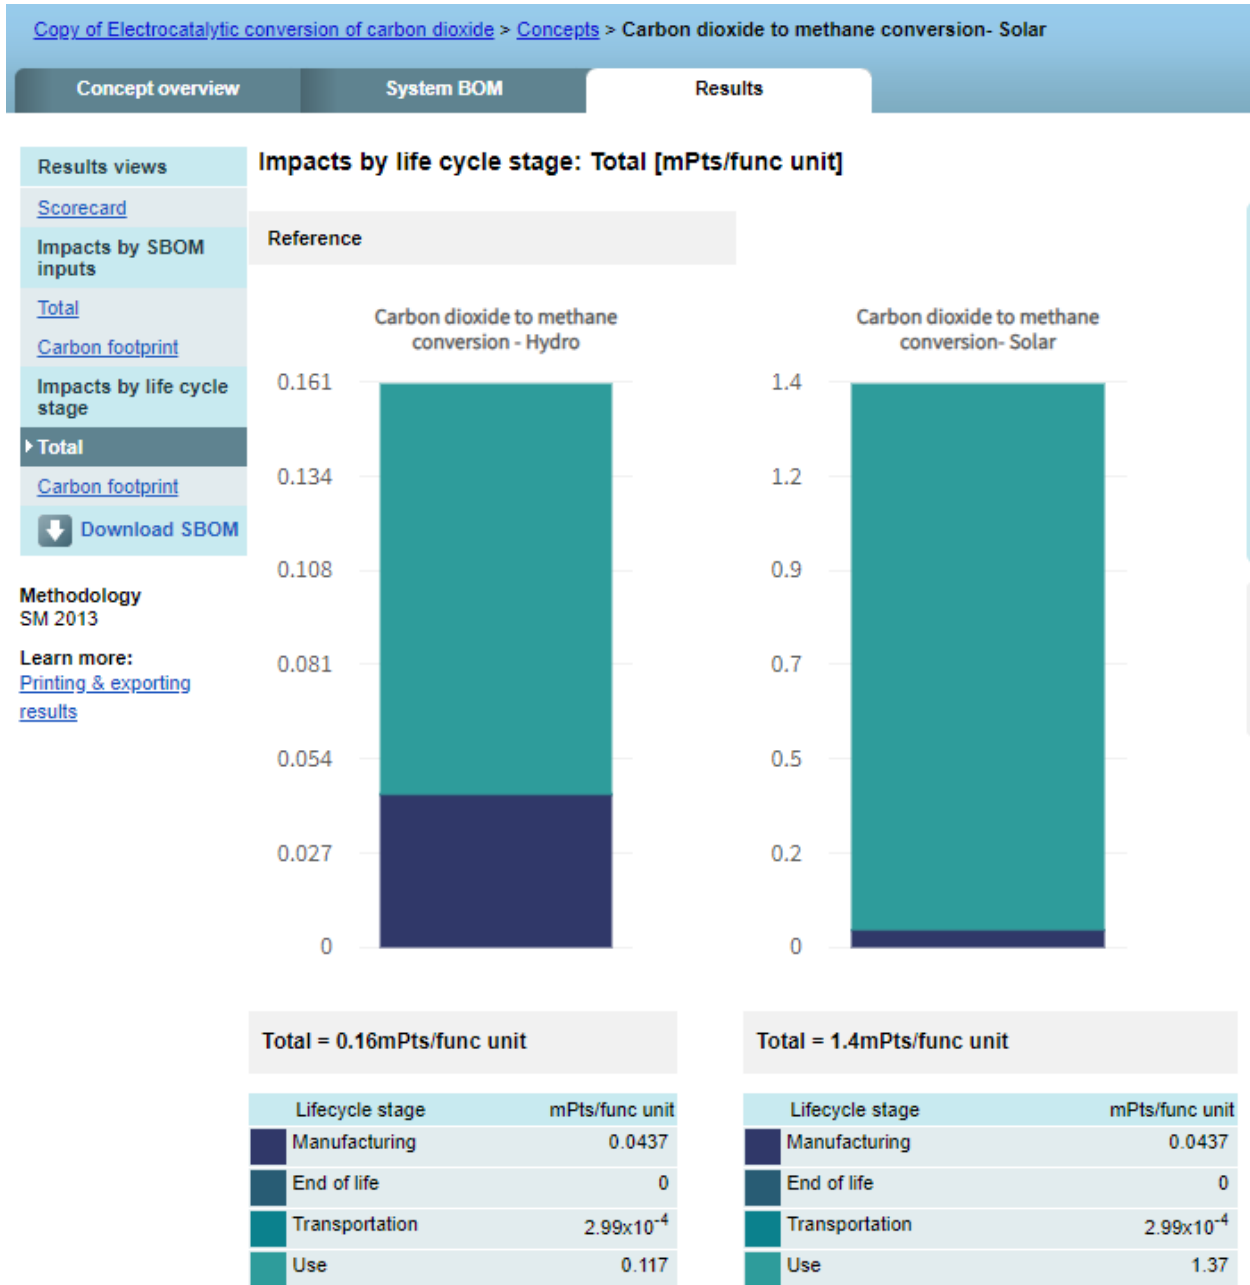 Copy of Electrocatalytic conversion of carbon dioxide > Concepts > Carbon dioxide to methane conversion- Solar
Concept overview
System BOM
Results
Results views
Scorecard
Impacts by SBOM
inputs
Total
Carbon footprint
Impacts by life cycle
stage
Total
Carbon footprint
Download SBOM
Methodology
SM 2013
Learn more:
Printing & exporting
results
Impacts by life cycle stage: Total [mPts/func unit]
Reference
Carbon dioxide to methane
conversion - Hydro
0.161
0.134
0.108
0.081
0.054
0.027
0
Carbon dioxide to methane
conversion- Solar
1.4
1.2
0.9
0.7
0.5
0.2
0
Total = 0.16mPts/func unit
Lifecycle stage mPts/func unit
Manufacturing 0.0437
End of life 0
Transportation 2.99x10⁻⁴
Use 0.117
Total = 1.4mPts/func unit
Lifecycle stage mPts/func unit
Manufacturing 0.0437
End of life 0
Transportation 2.99x10⁻⁴
Use 1.37